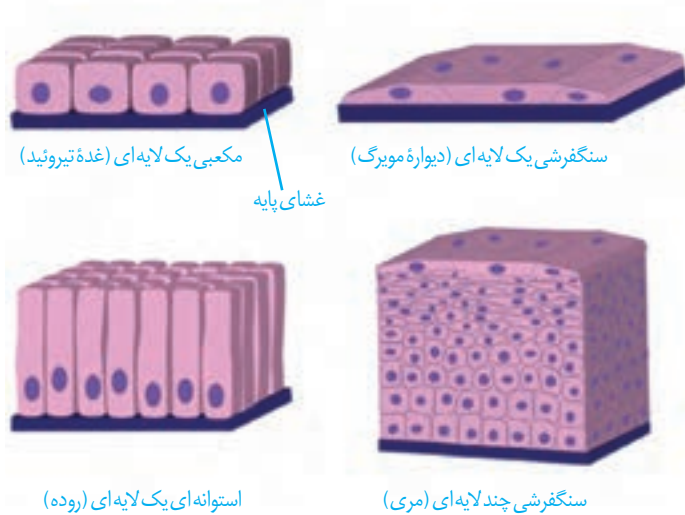 سنگفرشی یک لایه‌ای (دیوارهٔ مویرگ)
مکعبی یک لایه‌ای (غدهٔ تیروئید)
غشای پایه
سنگفرشی چند لایه‌ای (مری)
استوانه‌ای یک لایه‌ای (روده)